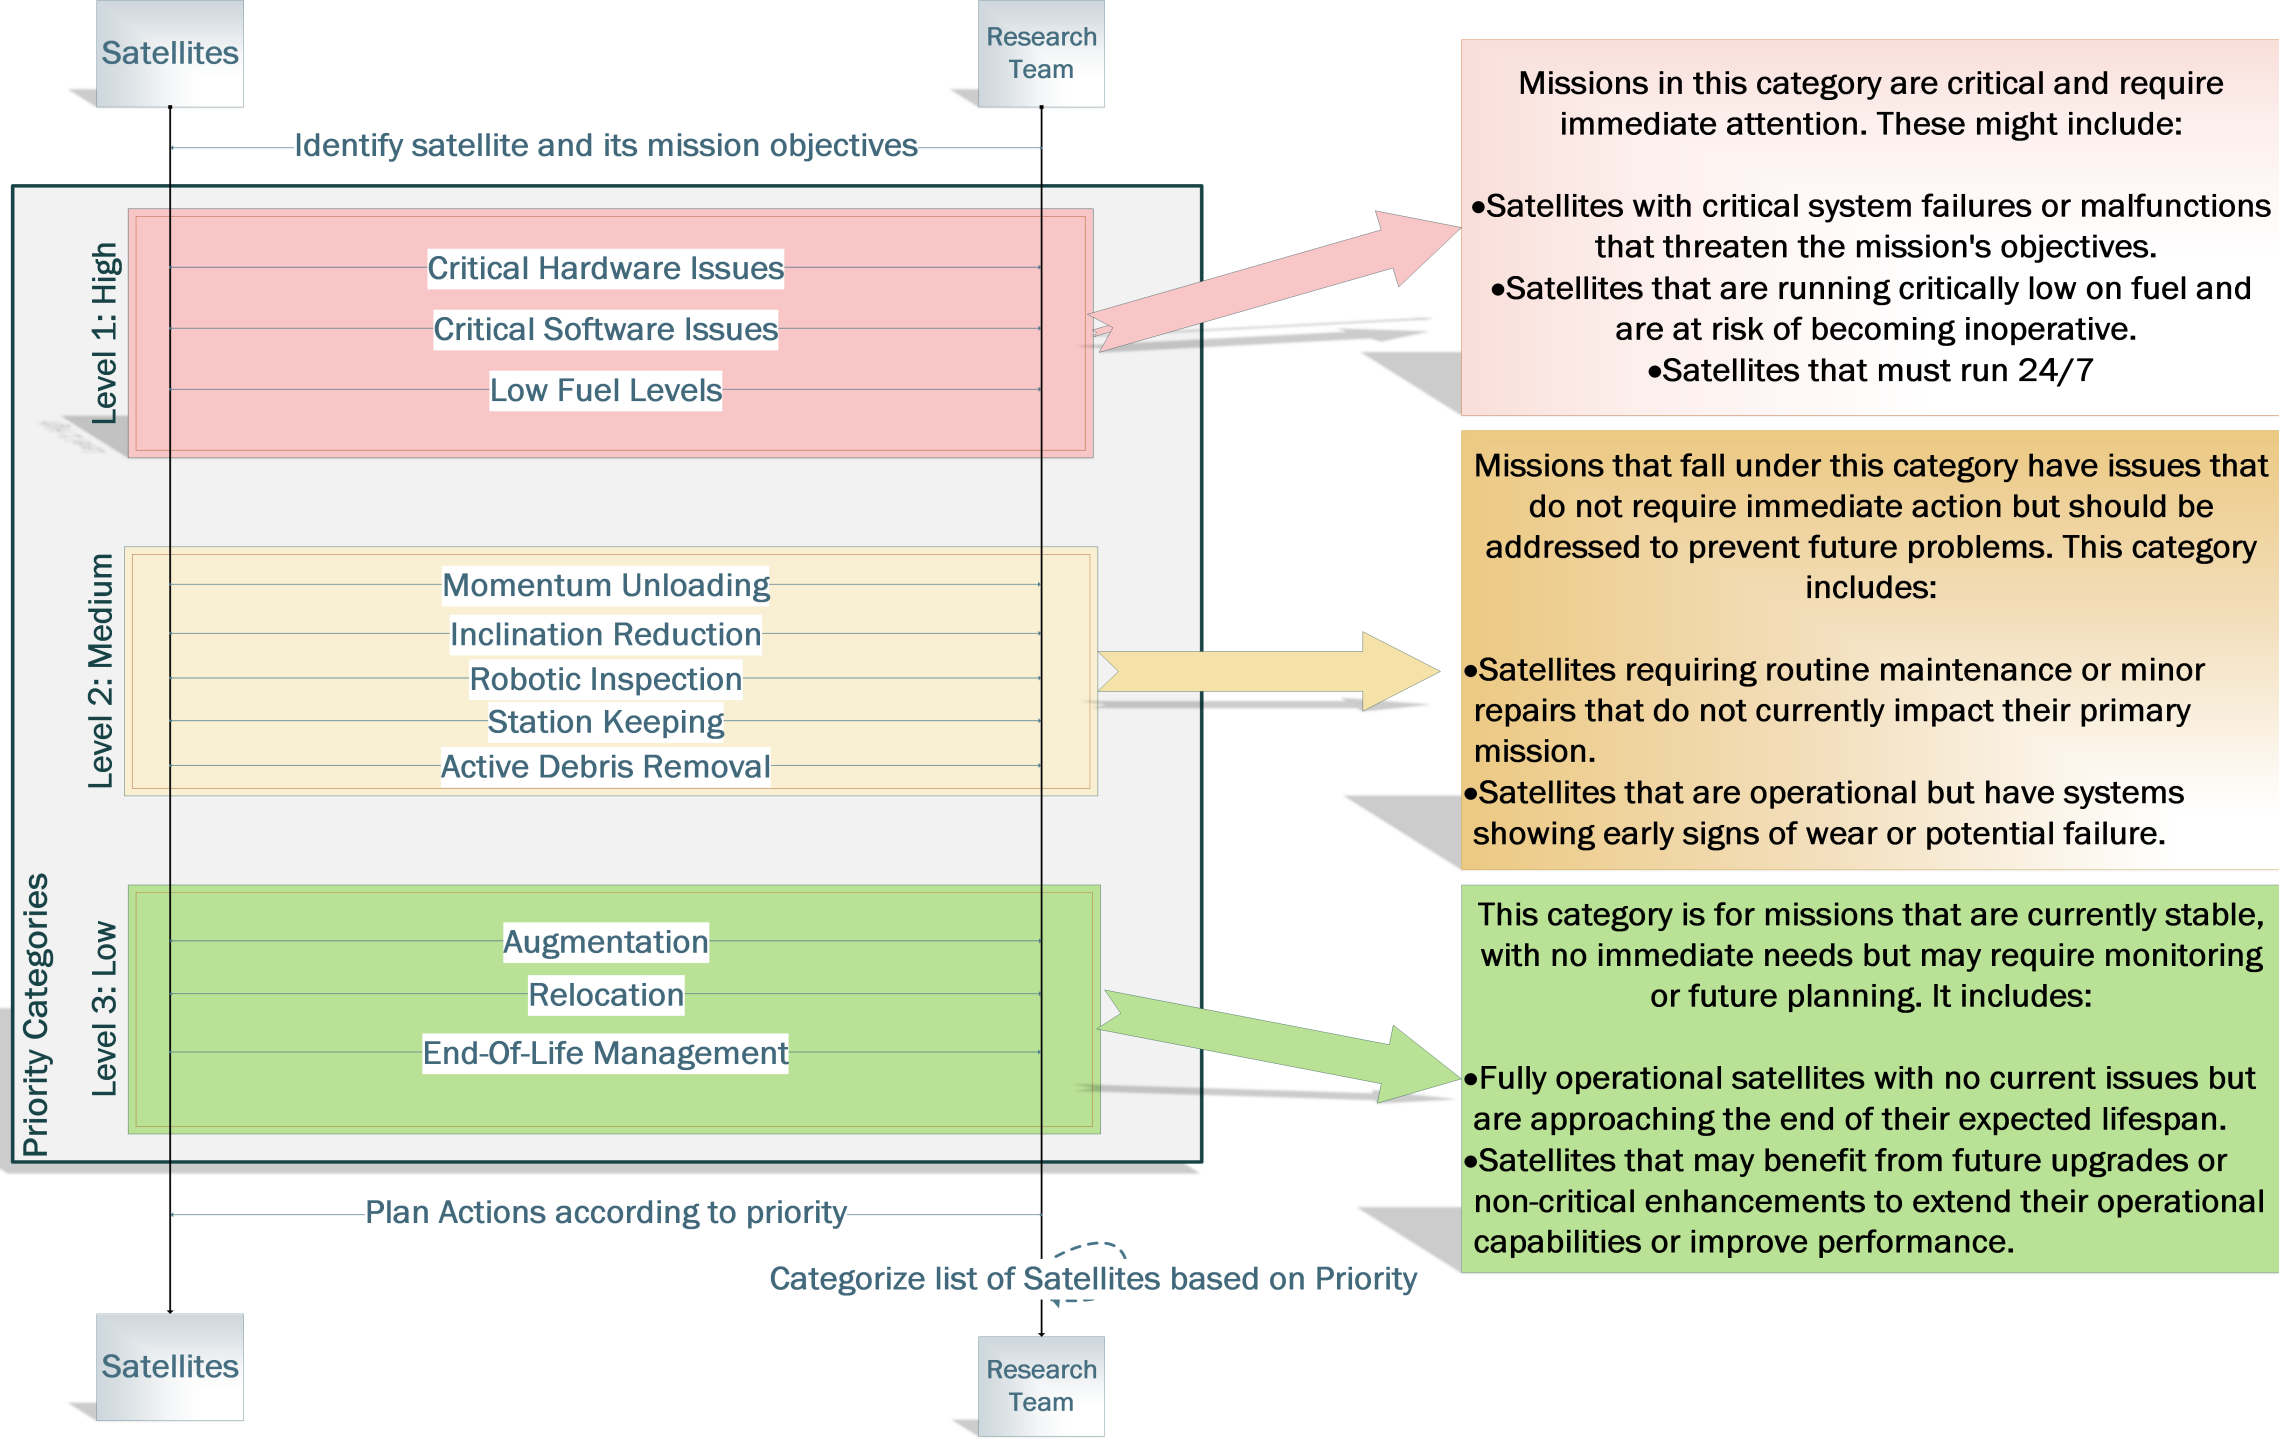 Satellites
Research
Team
Identify satellite and its mission objectives
Priority Categories
Level 1: High
Critical Hardware Issues
Critical Software Issues
Low Fuel Levels
Missions in this category are critical and require
immediate attention. These might include:
•Satellites with critical system failures or malfunctions
that threaten the mission's objectives.
•Satellites that are running critically low on fuel and
are at risk of becoming inoperative.
•Satellites that must run 24/7
Level 2: Medium
Momentum Unloading
Inclination Reduction
Robotic Inspection
Station Keeping
Active Debris Removal
Missions that fall under this category have issues that
do not require immediate action but should be
addressed to prevent future problems. This category
includes:
•Satellites requiring routine maintenance or minor
repairs that do not currently impact their primary
mission.
•Satellites that are operational but have systems
showing early signs of wear or potential failure.
Level 3: Low
Augmentation
Relocation
End-Of-Life Management
This category is for missions that are currently stable,
with no immediate needs but may require monitoring
or future planning. It includes:
•Fully operational satellites with no current issues but
are approaching the end of their expected lifespan.
•Satellites that may benefit from future upgrades or
non-critical enhancements to extend their operational
capabilities or improve performance.
Plan Actions according to priority
Categorize list of Satellites based on Priority
Satellites
Research
Team